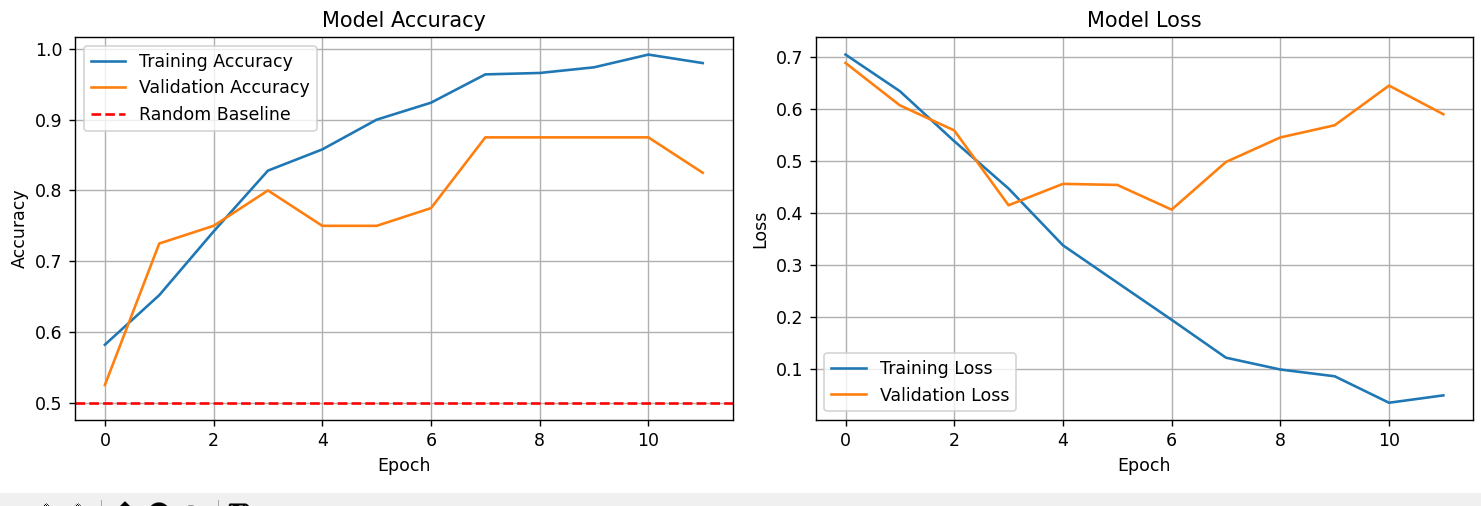 Model Accuracy
1.0
0.9
0.8
0.7
0.6
0.5
Accuracy
Training Accuracy
Validation Accuracy
Random Baseline
0 2 4 6 8 10
Epoch
Model Loss
0.7
0.6
0.5
0.4
0.3
0.2
0.1
Loss
Training Loss
Validation Loss
0 2 4 6 8 10
Epoch